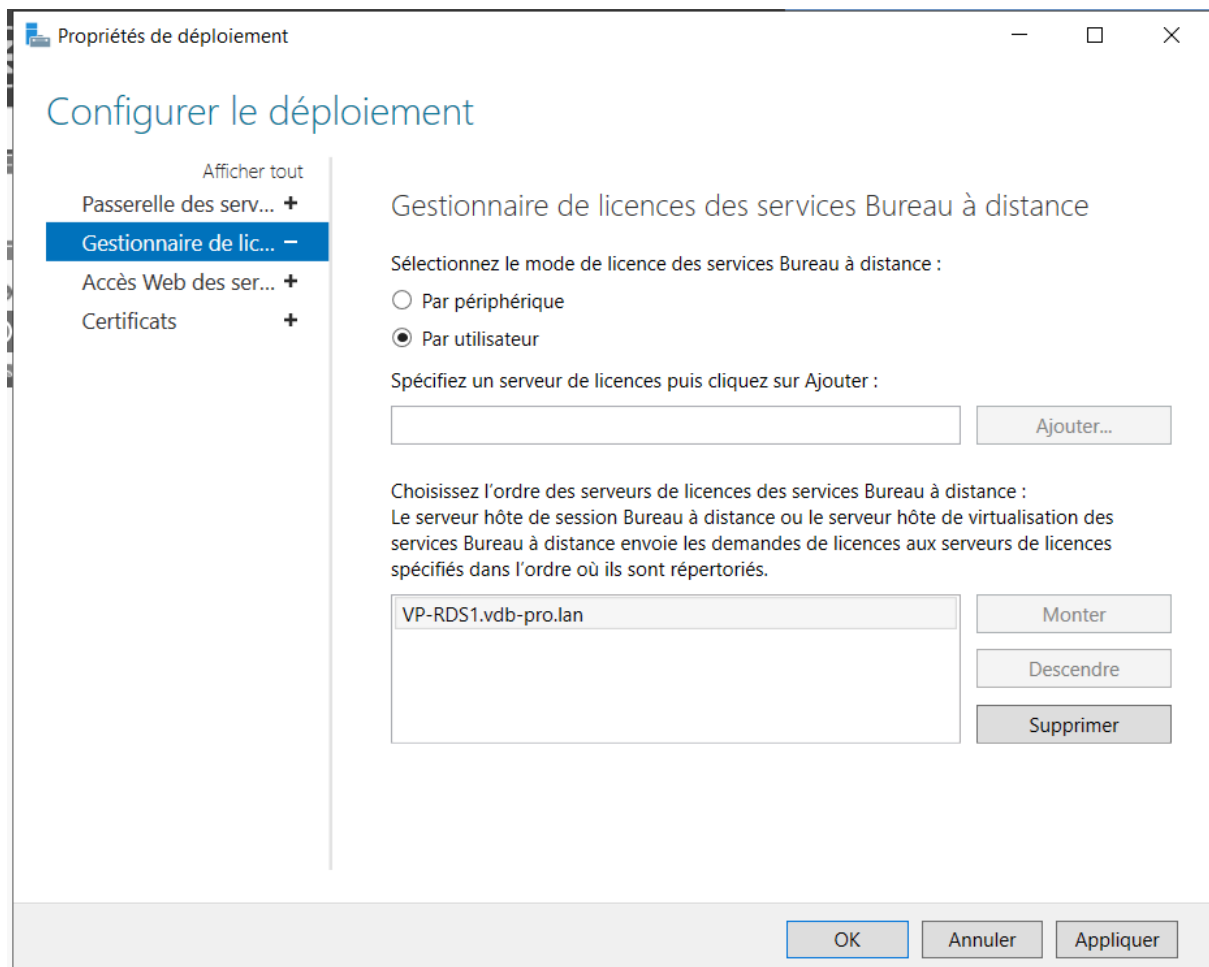 Propriétés de déploiement
Configurer le déploiement
Afficher tout
Passerelle des serv... +
Gestionnaire de lic... −
Accès Web des ser... +
Certificats +
Gestionnaire de licences des services Bureau à distance
Sélectionnez le mode de licence des services Bureau à distance :
Par périphérique
Par utilisateur
Spécifiez un serveur de licences puis cliquez sur Ajouter :
Ajouter...
Choisissez l'ordre des serveurs de licences des services Bureau à distance :
Le serveur hôte de session Bureau à distance ou le serveur hôte de virtualisation des
services Bureau à distance envoie les demandes de licences aux serveurs de licences
spécifiés dans l'ordre où ils sont répertoriés.
VP-RDS1.vdb-pro.lan
Monter
Descendre
Supprimer
OK
Annuler
Appliquer